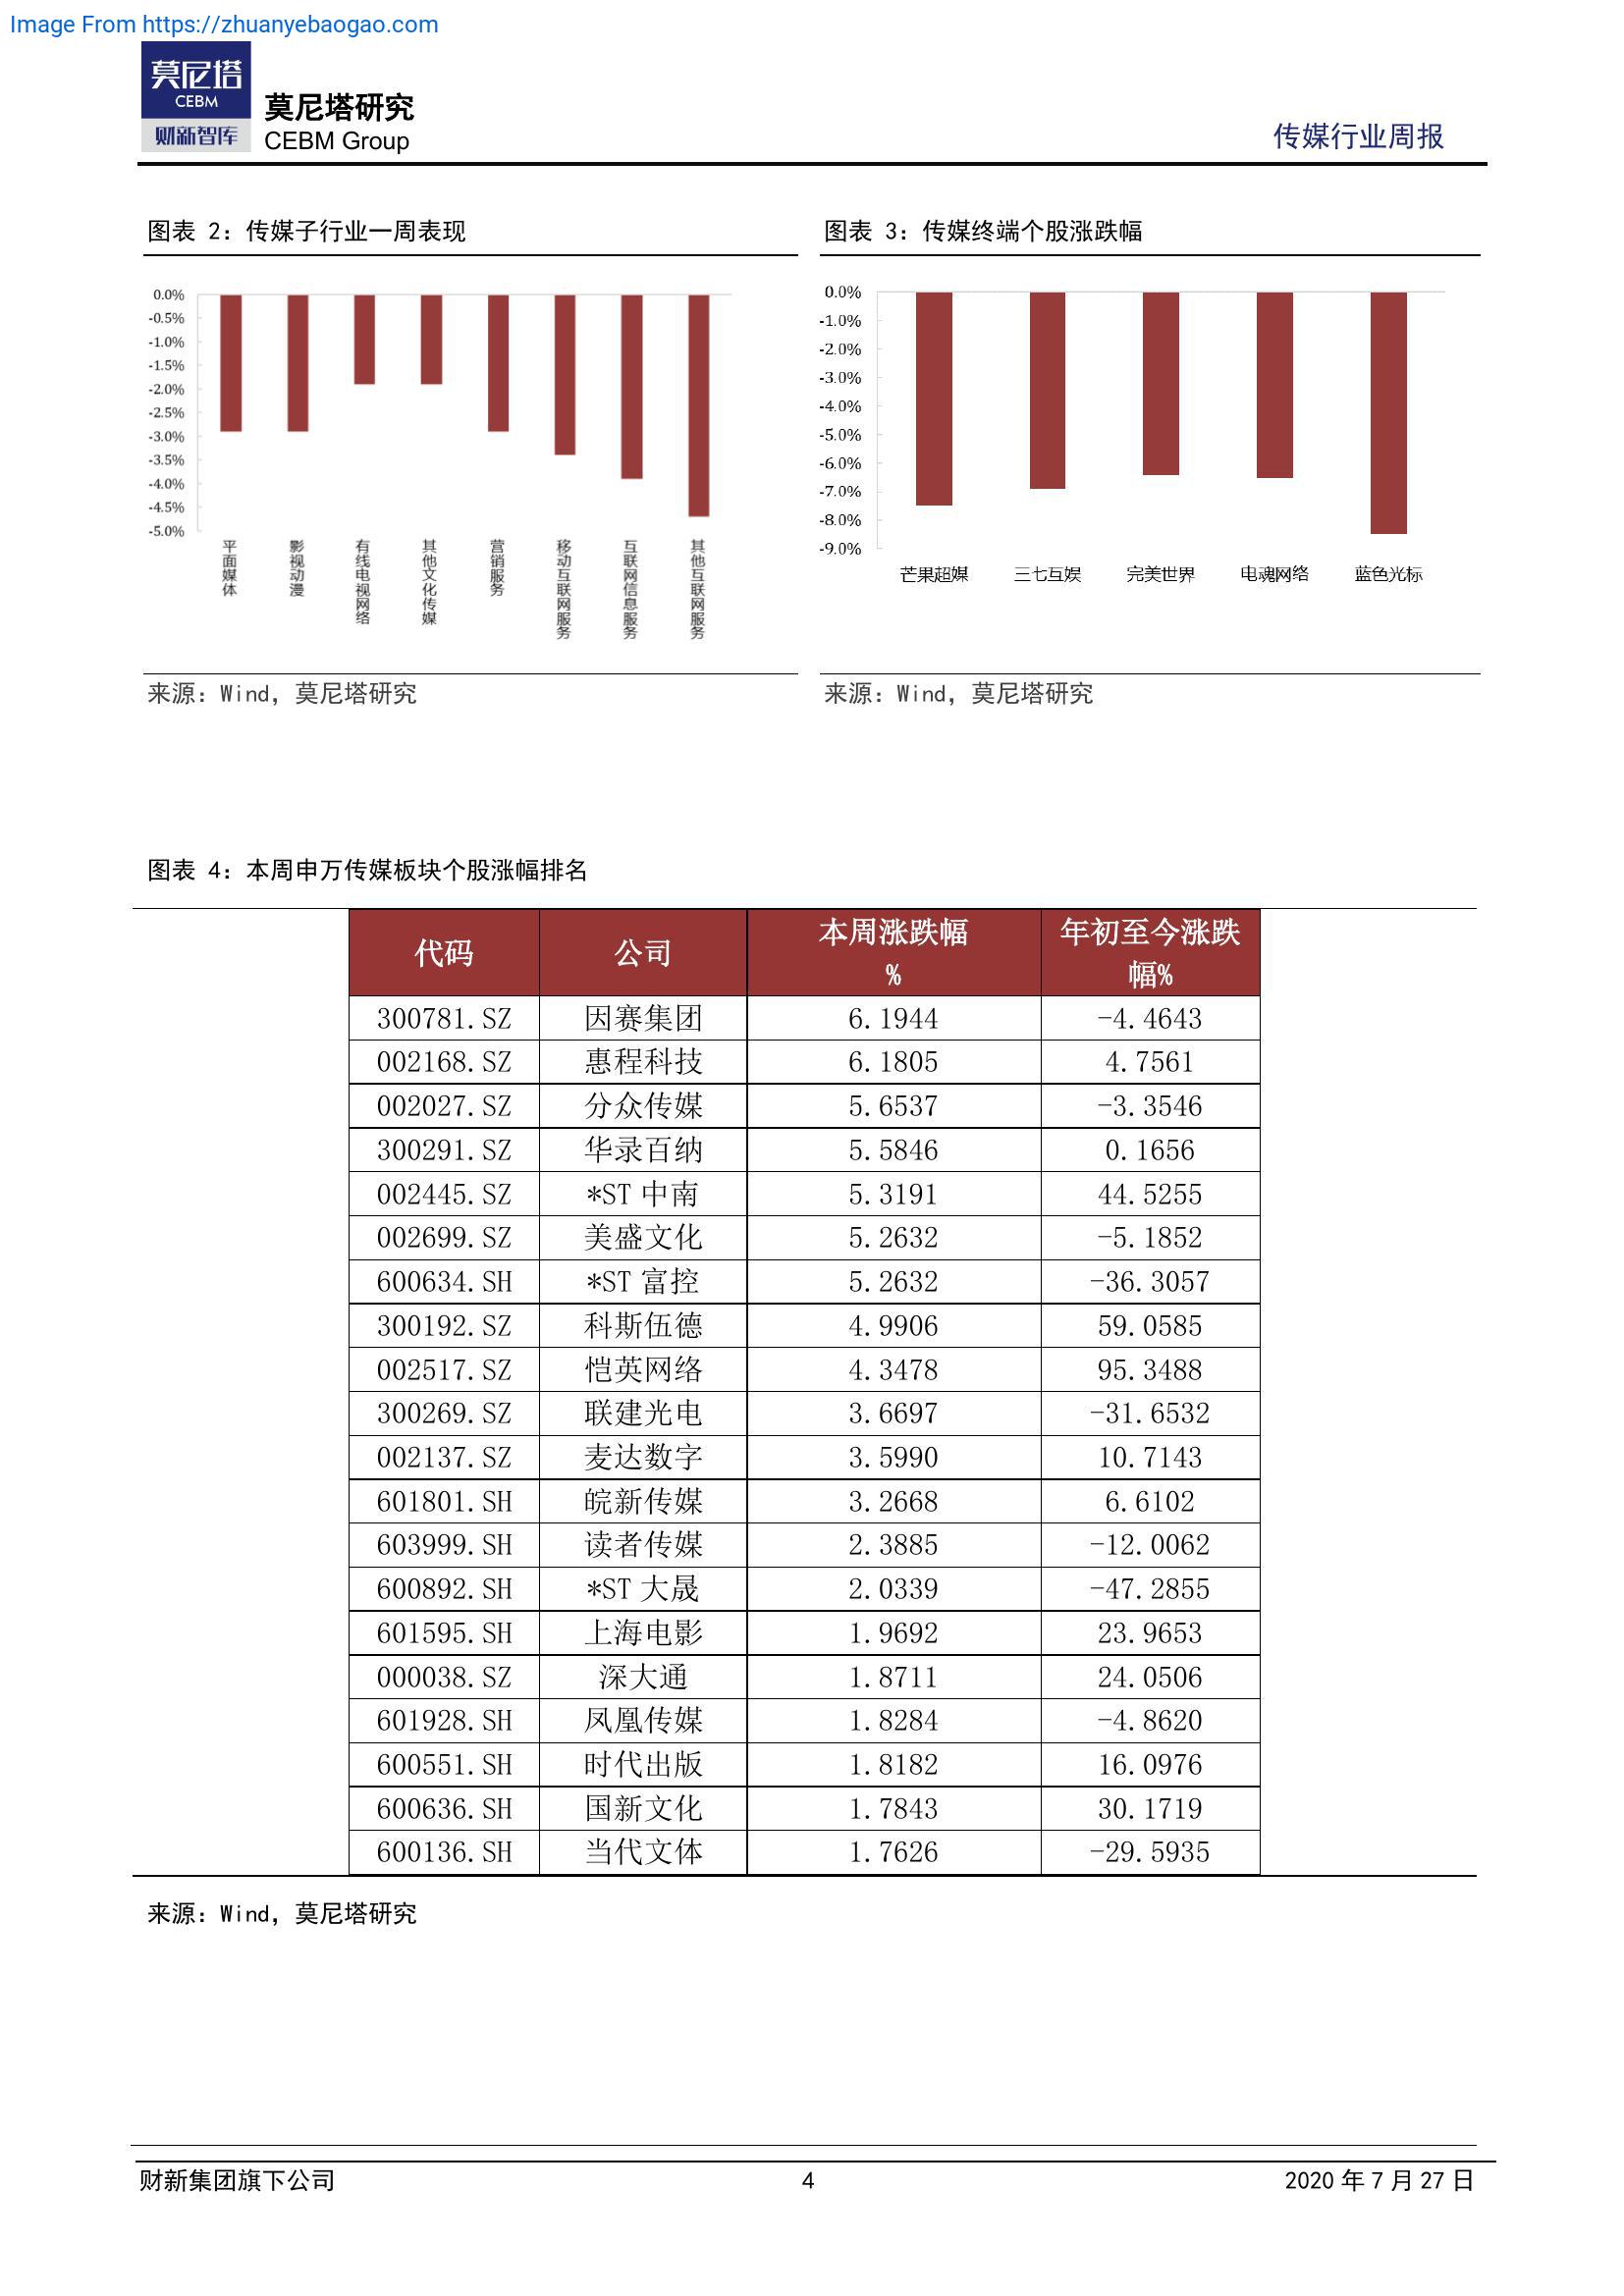 Image From https://zhuanyebaogao.com
莫尼塔
CEBM
财新智库
莫尼塔研究
CEBM Group
传媒行业周报
图表 2：传媒子行业一周表现
0.0%
-0.5%
-1.0%
-1.5%
-2.0%
-2.5%
-3.0%
-3.5%
-4.0%
-4.5%
-5.0%
平面媒体
影视动漫
有线电视网络
其他文化传媒
营销服务
移动互联网服务
互联网信息服务
其他互联网服务
来源：Wind，莫尼塔研究
图表 3：传媒终端个股涨跌幅
0.0%
-1.0%
-2.0%
-3.0%
-4.0%
-5.0%
-6.0%
-7.0%
-8.0%
-9.0%
芒果超媒 三七互娱 完美世界 电魂网络 蓝色光标
来源：Wind，莫尼塔研究
图表 4：本周申万传媒板块个股涨幅排名
代码 公司 本周涨跌幅% 年初至今涨跌幅%
300781.SZ 因赛集团 6.1944 -4.4643
002168.SZ 惠程科技 6.1805 4.7561
002027.SZ 分众传媒 5.6537 -3.3546
300291.SZ 华录百纳 5.5846 0.1656
002445.SZ *ST 中南 5.3191 44.5255
002699.SZ 美盛文化 5.2632 -5.1852
600634.SH *ST 富控 5.2632 -36.3057
300192.SZ 科斯伍德 4.9906 59.0585
002517.SZ 恺英网络 4.3478 95.3488
300269.SZ 联建光电 3.6697 -31.6532
002137.SZ 麦达数字 3.5990 10.7143
601801.SH 皖新传媒 3.2668 6.6102
603999.SH 读者传媒 2.3885 -12.0062
600892.SH *ST 大晟 2.0339 -47.2855
601595.SH 上海电影 1.9692 23.9653
000038.SZ 深大通 1.8711 24.0506
601928.SH 凤凰传媒 1.8284 -4.8620
600551.SH 时代出版 1.8182 16.0976
600636.SH 国新文化 1.7843 30.1719
600136.SH 当代文体 1.7626 -29.5935
来源：Wind，莫尼塔研究
财新集团旗下公司 4 2020 年 7 月 27 日